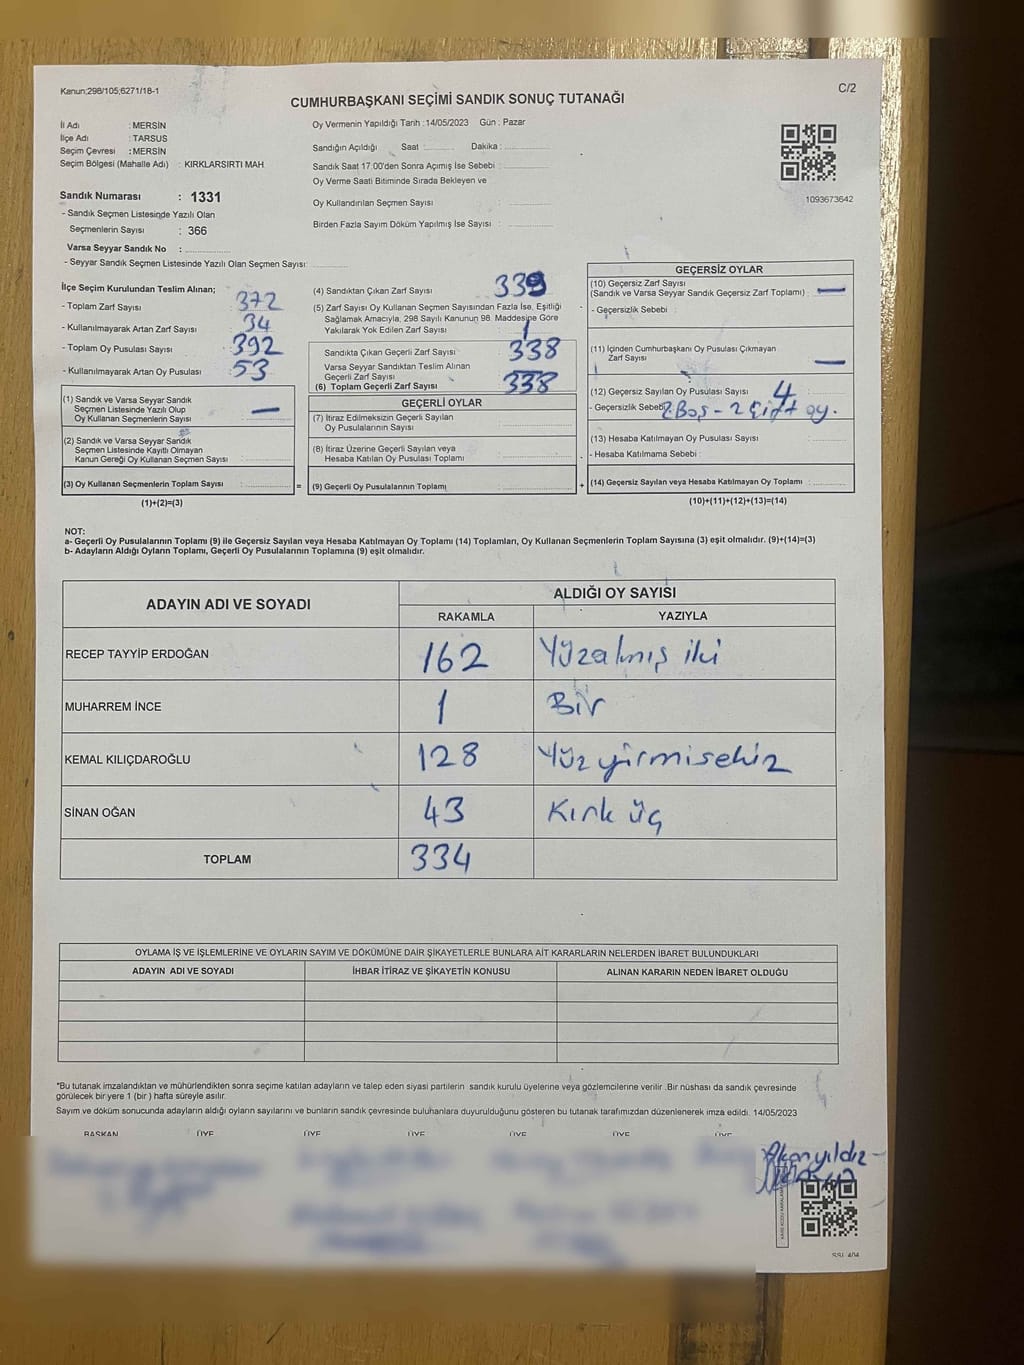 Kanun:298/105,6271/18-1
C/2
CUMHURBAŞKANI SEÇİMİ SANDIK SONUÇ TUTANAĞI
İl Adı : MERSİN
İlçe Adı : TARSUS
Seçim Çevresi : MERSİN
Seçim Bölgesi (Mahalle Adı) : KIRKLARSIRTI MAH
Sandık Numarası : 1331
- Sandık Seçmen Listesinde Yazılı Olan
Seçmenlerin Sayısı : 366
Varsa Seyyar Sandık No :
- Seyyar Sandık Seçmen Listesinde Yazılı Olan Seçmen Sayısı:
Oy Vermenin Yapıldığı Tarih :14/05/2023 Gün : Pazar
Sandığın Açıldığı Saat : Dakika :
Sandık Saat 17:00'den Sonra Açımış İse Sebebi :
Oy Verme Saati Bitiminde Sırada Bekleyen ve
Oy Kullandırılan Seçmen Sayısı :
Birden Fazla Sayım Döküm Yapılmış İse Sayısı :
1093673642
İlçe Seçim Kurulundan Teslim Alınan;
- Toplam Zarf Sayısı : 372
- Kullanılmayarak Artan Zarf Sayısı : 34
- Toplam Oy Pusulası Sayısı : 392
- Kullanılmayarak Artan Oy Pusulası : 53
(1) Sandık ve Varsa Seyyar Sandık
Seçmen Listesinde Yazılı Olup
Oy Kullanan Seçmenlerin Sayısı : —
(2) Sandık ve Varsa Seyyar Sandık
Seçmen Listesinde Kayıtlı Olmayan
Kanun Gereği Oy Kullanan Seçmen Sayısı :
(3) Oy Kullanan Seçmenlerin Toplam Sayısı :
(1)+(2)=(3)
(4) Sandıktan Çıkan Zarf Sayısı : 339
(5) Zarf Sayısı Oy Kullanan Seçmen Sayısından Fazla İse, Eşitliği
Sağlamak Amacıyla, 298 Sayılı Kanunun 98. Maddesine Göre
Yakılarak Yok Edilen Zarf Sayısı : 1
Sandıkta Çıkan Geçerli Zarf Sayısı : 338
Varsa Seyyar Sandıktan Teslim Alınan
Geçerli Zarf Sayısı :
(6) Toplam Geçerli Zarf Sayısı : 338
GEÇERLİ OYLAR
(7) İtiraz Edilmeksizin Geçerli Sayılan
Oy Pusulalarının Sayısı :
(8) İtiraz Üzerine Geçerli Sayılan veya
Hesaba Katılan Oy Pusulası Toplamı :
= (9) Geçerli Oy Pusulalarının Toplamı :
GEÇERSİZ OYLAR
(10) Geçersiz Zarf Sayısı
(Sandık ve Varsa Seyyar Sandık Geçersiz Zarf Toplamı) : —
- Geçersizlik Sebebi :
(11) İçinden Cumhurbaşkanı Oy Pusulası Çıkmayan
Zarf Sayısı : —
(12) Geçersiz Sayılan Oy Pusulası Sayısı : 4
- Geçersizlik Sebebi 2 Boş - 2 Çift oy.
(13) Hesaba Katılmayan Oy Pusulası Sayısı :
- Hesaba Katılmama Sebebi :
+ (14) Geçersiz Sayılan veya Hesaba Katılmayan Oy Toplamı :
(10)+(11)+(12)+(13)=(14)
NOT:
a- Geçerli Oy Pusulalarının Toplamı (9) ile Geçersiz Sayılan veya Hesaba Katılmayan Oy Toplamı (14) Toplamları, Oy Kullanan Seçmenlerin Toplam Sayısına (3) eşit olmalıdır. (9)+(14)=(3)
b- Adayların Aldığı Oyların Toplamı, Geçerli Oy Pusulalarının Toplamına (9) eşit olmalıdır.
ADAYIN ADI VE SOYADI ALDIĞI OY SAYISI
RAKAMLA YAZIYLA
RECEP TAYYİP ERDOĞAN 162 Yüzatmış iki
MUHARREM İNCE 1 Bir
KEMAL KILIÇDAROĞLU 128 Yüz yirmisekiz
SİNAN OĞAN 43 Kırk üç
TOPLAM 334
OYLAMA İŞ VE İŞLEMLERİNE VE OYLARIN SAYIM VE DÖKÜMÜNE DAİR ŞİKAYETLERLE BUNLARA AİT KARARLARIN NELERDEN İBARET BULUNDUKLARI
ADAYIN ADI VE SOYADI İHBAR İTİRAZ VE ŞİKAYETİN KONUSU ALINAN KARARIN NEDEN İBARET OLDUĞU
*Bu tutanak imzalandıktan ve mühürlendikten sonra seçime katılan adayların ve talep eden siyasi partilerin sandık kurulu üyelerine veya gözlemcilerine verilir .Bir nüshası da sandık çevresinde
görülecek bir yere 1 (bir ) hafta süreyle asılır.
Sayım ve döküm sonucunda adayların aldığı oyların sayılarını ve bunların sandık çevresinde buluhanlara duyurulduğunu gösteren bu tutanak tarafımızdan düzenlenerek imza edildi. 14/05/2023
BAŞKAN ÜYE ÜYE ÜYE ÜYE ÜYE ÜYE